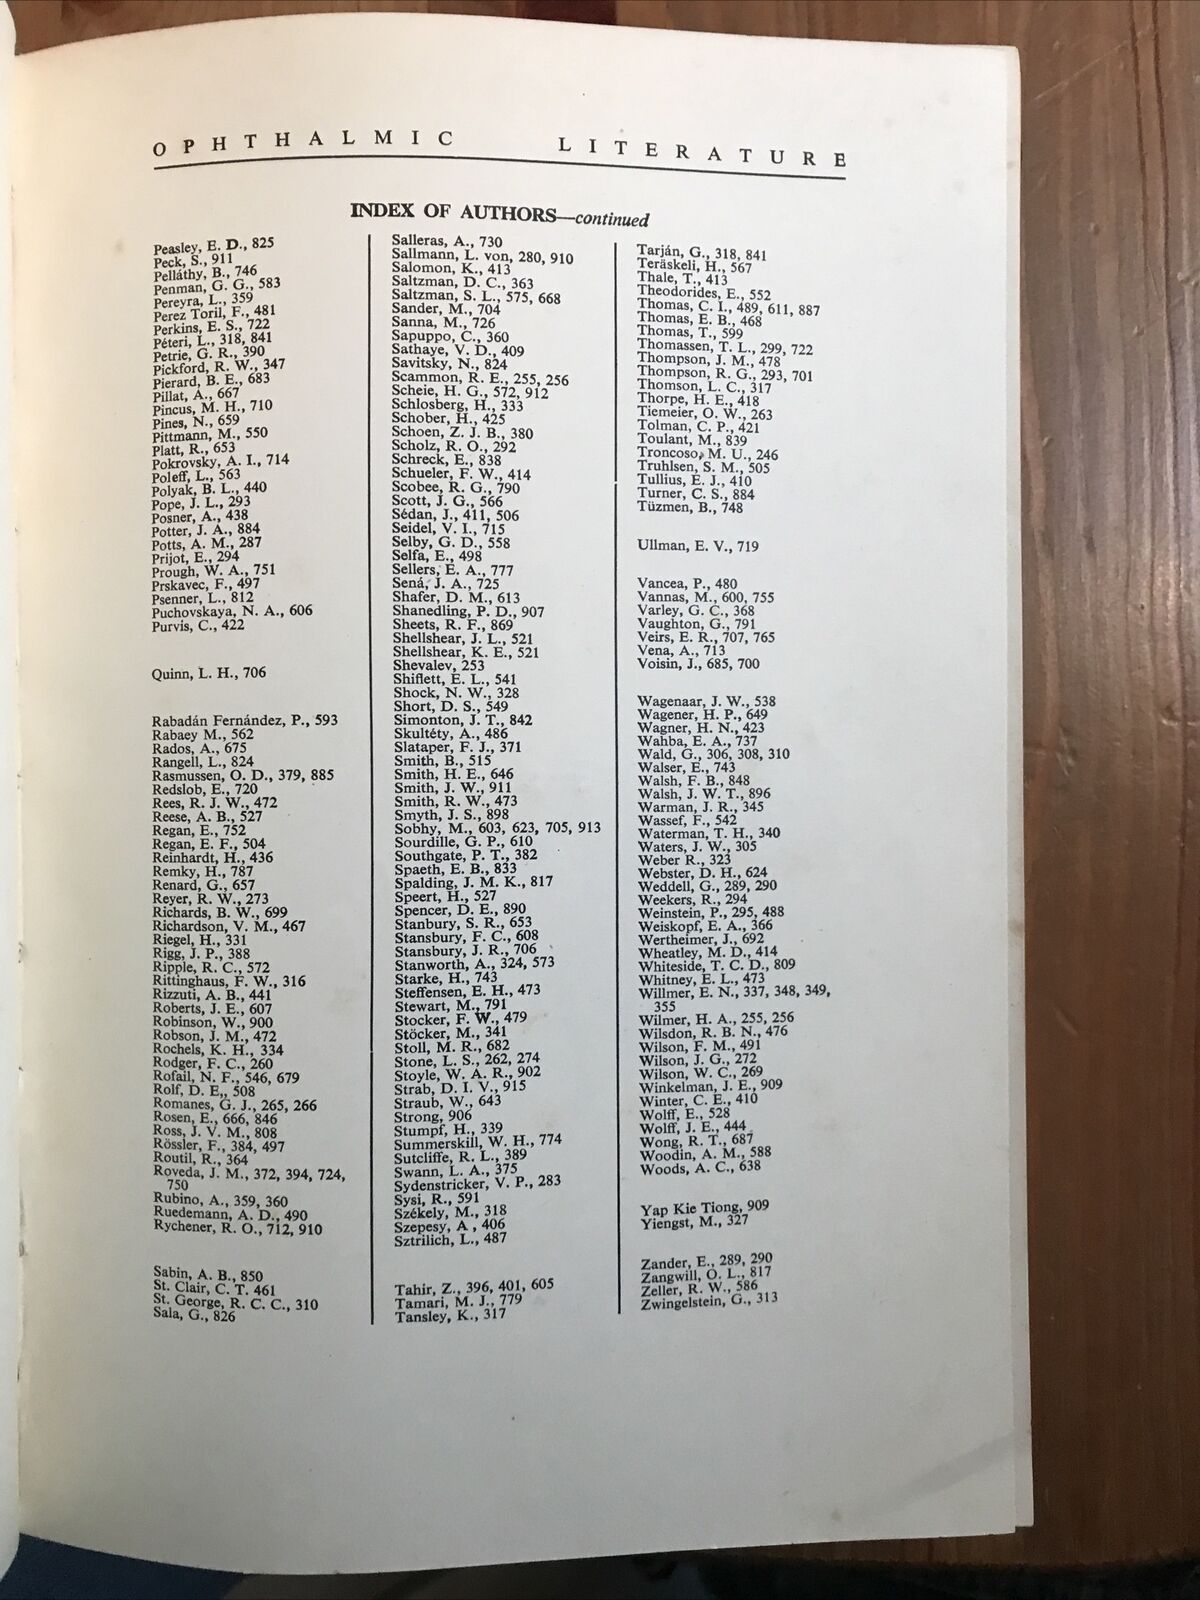 OPHTHALMIC LITERATURE
INDEX OF AUTHORS—continued
Peasley, E. D., 825
Peck, S., 911
Pelláthy, B., 746
Penman, G. G., 583
Pereyra, L., 359
Perez Toril, F., 481
Perkins, E. S., 722
Péteri, L., 318, 841
Petrie, G. R., 390
Pickford, R. W., 347
Pierard, B. E., 683
Pillat, A., 667
Pincus, M. H., 710
Pines, N., 659
Pittmann, M., 550
Platt, R., 653
Pokrovsky, A. I., 714
Poleff, L., 563
Polyak, B. L., 440
Pope, J. L., 293
Posner, A., 438
Potter, J. A., 884
Potts, A. M., 287
Prijot, E., 294
Prough, W. A., 751
Prskavec, F., 497
Psenner, L., 812
Puchovskaya, N. A., 606
Purvis, C., 422
Quinn, L. H., 706
Rabadán Fernández, P., 593
Rabaey M., 562
Rados, A., 675
Rangell, L., 824
Rasmussen, O. D., 379, 885
Redslob, E., 720
Rees, R. J. W., 472
Reese, A. B., 527
Regan, E., 752
Regan, E. F., 504
Reinhardt, H., 436
Remky, H., 787
Renard, G., 657
Reyer, R. W., 273
Richards, B. W., 699
Richardson, V. M., 467
Riegel, H., 331
Rigg, J. P., 388
Ripple, R. C., 572
Rittinghaus, F. W., 316
Rizzuti, A. B., 441
Roberts, J. E., 607
Robinson, W., 900
Robson, J. M., 472
Rochels, K. H., 334
Rodger, F. C., 260
Rofail, N. F., 546, 679
Rolf, D. E,, 508
Romanes, G. J., 265, 266
Rosen, E., 666, 846
Ross, J. V. M., 808
Rössler, F., 384, 497
Routil, R., 364
Roveda, J. M., 372, 394, 724,
750
Rubino, A., 359, 360
Ruedemann, A. D., 490
Rychener, R. O., 712, 910
Sabin, A. B., 850
St. Clair, C. T. 461
St. George, R. C. C., 310
Sala, G., 826
Salleras, A., 730
Sallmann, L. von, 280, 910
Salomon, K., 413
Saltzman, D. C., 363
Saltzman, S. L., 575, 668
Sander, M., 704
Sanna, M., 726
Sapuppo, C., 360
Sathaye, V. D., 409
Savitsky, N., 824
Scammon, R. E., 255, 256
Scheie, H. G., 572, 912
Schlosberg, H., 333
Schober, H., 425
Schoen, Z. J. B., 380
Scholz, R. O., 292
Schreck, E., 838
Schueler, F. W., 414
Scobee, R. G., 790
Scott, J. G., 566
Sédan, J., 411, 506
Seidel, V. I., 715
Selby, G. D., 558
Selfa, E., 498
Sellers, E. A., 777
Sená, J. A., 725
Shafer, D. M., 613
Shanedling, P. D., 907
Sheets, R. F., 869
Shellshear, J. L., 521
Shellshear, K. E., 521
Shevalev, 253
Shiflett, E. L., 541
Shock, N. W., 328
Short, D. S., 549
Simonton, J. T., 842
Skultéty, A., 486
Slataper, F. J., 371
Smith, B., 515
Smith, H. E., 646
Smith, J. W., 911
Smith, R. W., 473
Smyth, J. S., 898
Sobhy, M., 603, 623, 705, 913
Sourdille, G. P., 610
Southgate, P. T., 382
Spaeth, E. B., 833
Spalding, J. M. K., 817
Speert, H., 527
Spencer, D. E., 890
Stanbury, S. R., 653
Stansbury, F. C., 608
Stansbury, J. R., 706
Stanworth, A., 324, 573
Starke, H., 743
Steffensen, E. H., 473
Stewart, M., 791
Stocker, F. W., 479
Stöcker, M., 341
Stoll, M. R., 682
Stone, L. S., 262, 274
Stoyle, W. A. R., 902
Strab, D. I. V., 915
Straub, W., 643
Strong, 906
Stumpf, H., 339
Summerskill, W. H., 774
Sutcliffe, R. L., 389
Swann, L. A., 375
Sydenstricker, V. P., 283
Sysi, R., 591
Székely, M., 318
Szepesy, A , 406
Sztrilich, L., 487
Tahir, Z., 396, 401, 605
Tamari, M. J., 779
Tansley, K., 317
Tarján, G., 318, 841
Teräskeli, H., 567
Thale, T., 413
Theodorides, E., 552
Thomas, C. I., 489, 611, 887
Thomas, E. B., 468
Thomas, T., 599
Thomassen, T. L., 299, 722
Thompson, J. M., 478
Thompson, R. G., 293, 701
Thomson, L. C., 317
Thorpe, H. E., 418
Tiemeier, O. W., 263
Tolman, C. P., 421
Toulant, M., 839
Troncoso, M. U., 246
Truhlsen, S. M., 505
Tullius, E. J., 410
Turner, C. S., 884
Tüzmen, B., 748
Ullman, E. V., 719
Vancea, P., 480
Vannas, M., 600, 755
Varley, G. C., 368
Vaughton, G., 791
Veirs, E. R., 707, 765
Vena, A., 713
Voisin, J., 685, 700
Wagenaar, J. W., 538
Wagener, H. P., 649
Wagner, H. N., 423
Wahba, E. A., 737
Wald, G., 306, 308, 310
Walser, E., 743
Walsh, F. B., 848
Walsh, J. W. T., 896
Warman, J. R., 345
Wassef, F., 542
Waterman, T. H., 340
Waters, J. W., 305
Weber R., 323
Webster, D. H., 624
Weddell, G., 289, 290
Weekers, R., 294
Weinstein, P., 295, 488
Weiskopf, E. A., 366
Wertheimer, J., 692
Wheatley, M. D., 414
Whiteside, T. C. D., 809
Whitney, E. L., 473
Willmer, E. N., 337, 348, 349,
355
Wilmer, H. A., 255, 256
Wilsdon, R. B. N., 476
Wilson, F. M., 491
Wilson, J. G., 272
Wilson, W. C., 269
Winkelman, J. E., 909
Winter, C. E., 410
Wolff, E., 528
Wolff, J. E., 444
Wong, R. T., 687
Woodin, A. M., 588
Woods, A. C., 638
Yap Kie Tiong, 909
Yiengst, M., 327
Zander, E., 289, 290
Zangwill, O. L., 817
Zeller, R. W., 586
Zwingelstein, G., 313